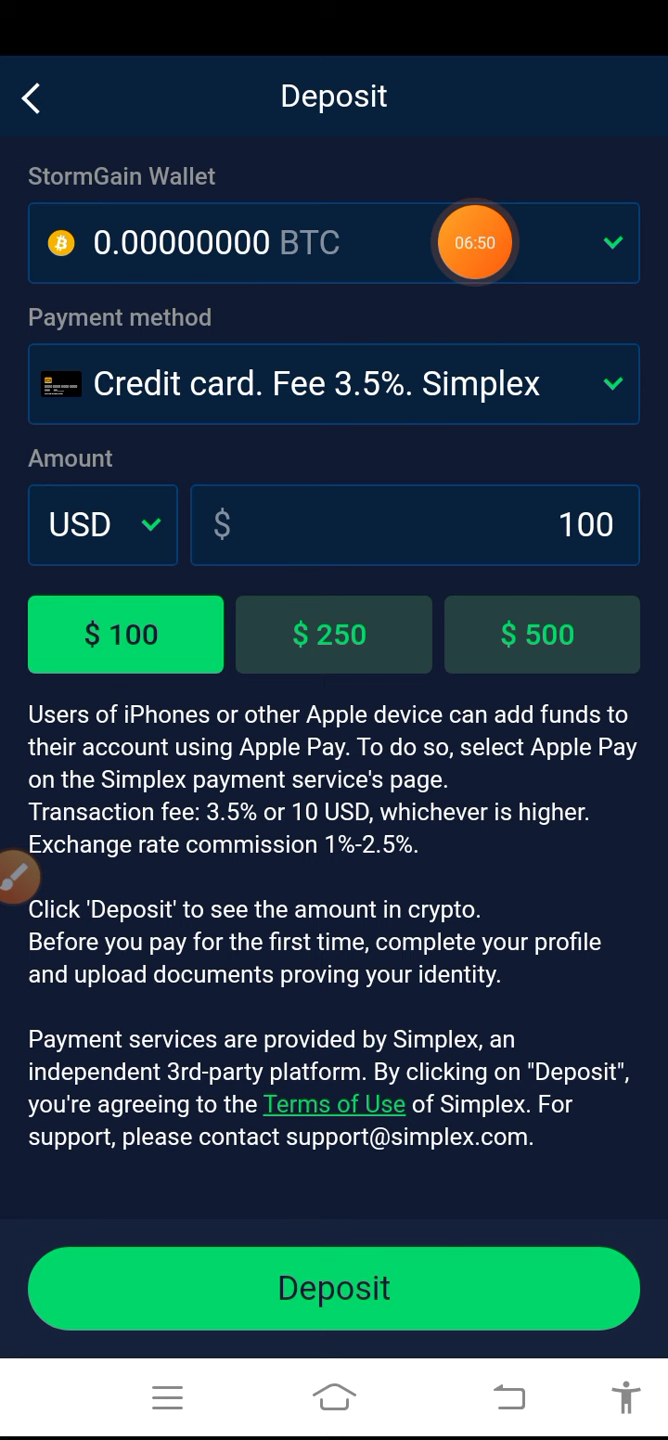 Deposit
StormGain Wallet
0.00000000 BTC
06:50
Payment method
Credit card. Fee 3.5%. Simplex
Amount
USD
$
100
$ 100
$ 250
$ 500
Users of iPhones or other Apple device can add funds to
their account using Apple Pay. To do so, select Apple Pay
on the Simplex payment service's page.
Transaction fee: 3.5% or 10 USD, whichever is higher.
Exchange rate commission 1%-2.5%.
Click 'Deposit' to see the amount in crypto.
Before you pay for the first time, complete your profile
and upload documents proving your identity.
Payment services are provided by Simplex, an
independent 3rd-party platform. By clicking on "Deposit",
you're agreeing to the Terms of Use of Simplex. For
support, please contact support@simplex.com.
Deposit